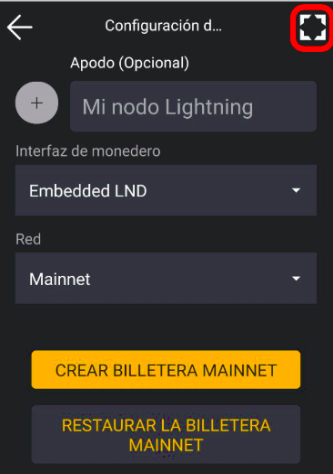 Configuración d...
Apodo (Opcional)
+
Mi nodo Lightning
Interfaz de monedero
Embedded LND
Red
Mainnet
CREAR BILLETERA MAINNET
RESTAURAR LA BILLETERA
MAINNET